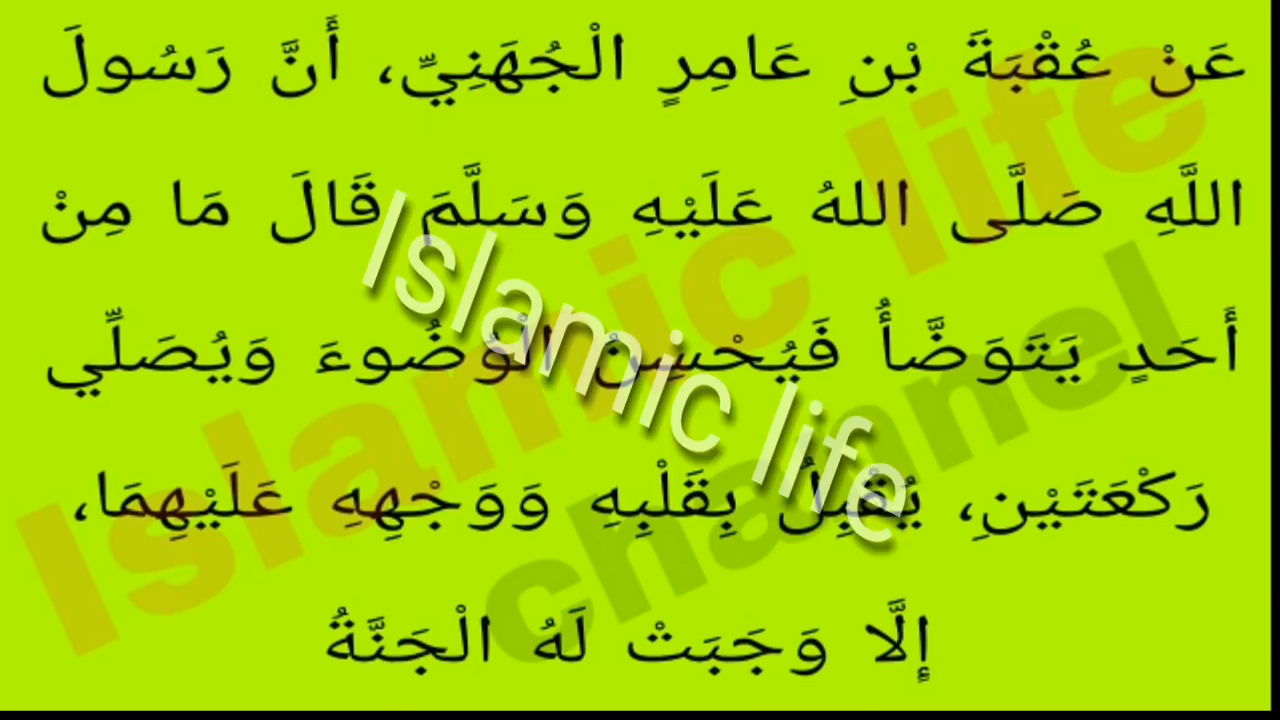 عَنْ عُقْبَةَ بْنِ عَامِرٍ الْجُهَنِيِّ، أَنَّ رَسُولَ
اللَّهِ صَلَّى اللهُ عَلَيْهِ وَسَلَّمَ قَالَ مَا مِنْ
أَحَدٍ يَتَوَضَّأُ فَيُحْسِنُ الْوُضُوءَ وَيُصَلِّي
رَكْعَتَيْنِ، يُقْبِلُ بِقَلْبِهِ وَوَجْهِهِ عَلَيْهِمَا،
إِلَّا وَجَبَتْ لَهُ الْجَنَّةُ
Islamic life
Islamic life
channel